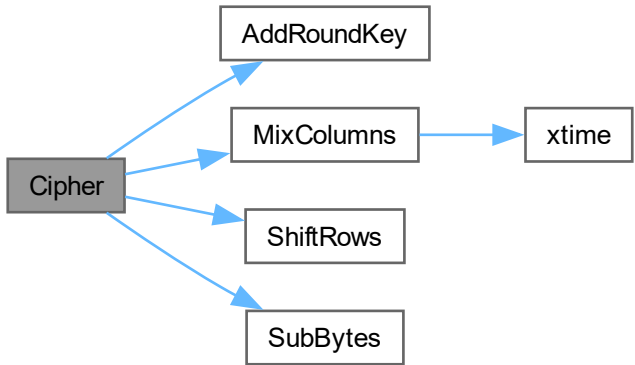 Cipher
AddRoundKey
MixColumns
xtime
ShiftRows
SubBytes